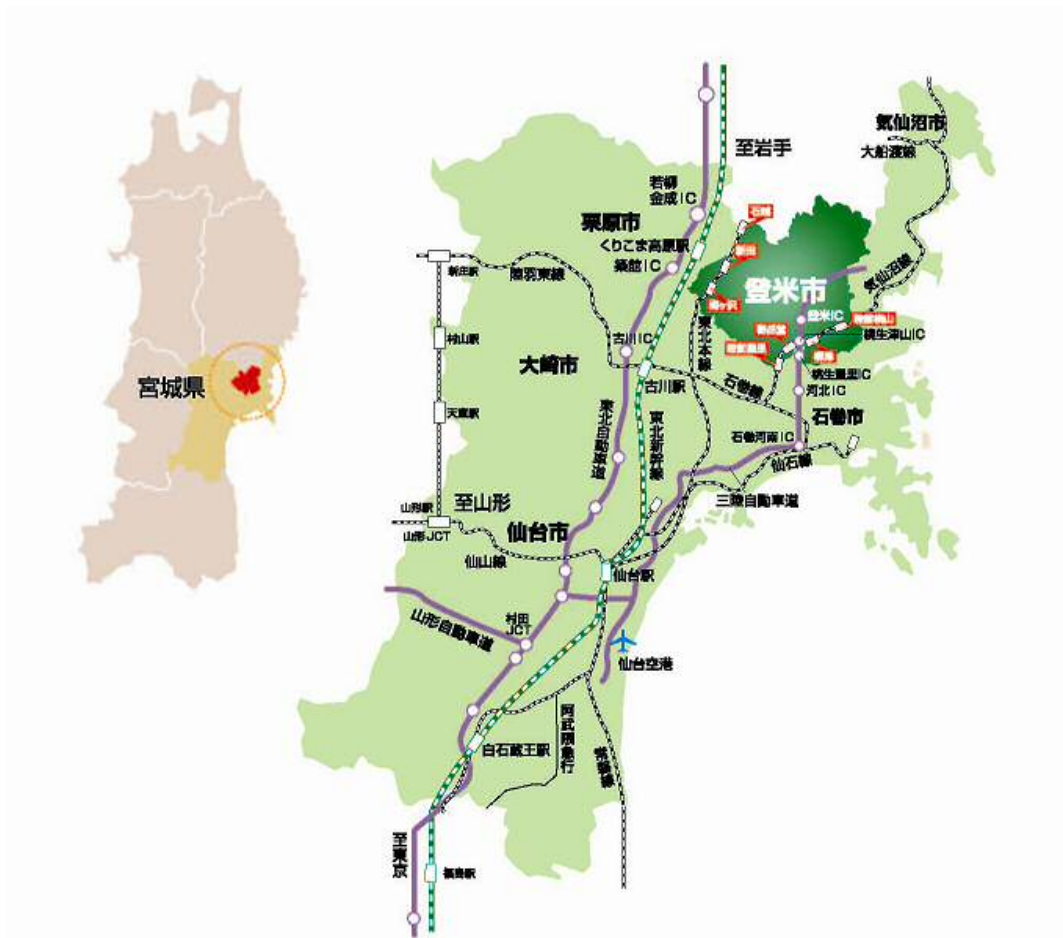 気仙沼市
大船渡線
至岩手
若柳
金成IC
栗原市
くりこま高原駅
築館IC
石越
新田
梅ヶ沢
登米市
登米IC
気仙沼線
桃生津山IC
桃生豊里IC
河北IC
新庄駅
陸羽東線
村山駅
天童駅
山形駅
山形JCT
至山形
宮城県
古川IC
大崎市
古川駅
東北本線
石巻線
石巻市
石巻河南IC
仙石線
三陸自動車道
東北自動車道
東北新幹線
仙台市
仙山線
仙台駅
村田
JCT
山形自動車道
仙台空港
阿武隈急行
常磐線
白石蔵王駅
至東京
福島駅